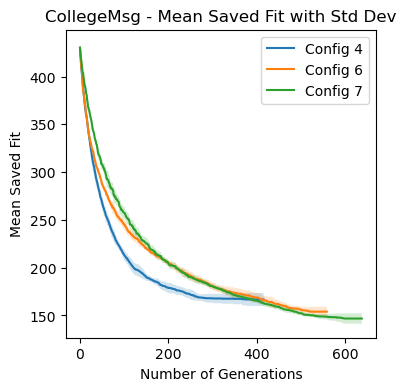 CollegeMsg - Mean Saved Fit with Std Dev
Config 4
Config 6
Config 7
Mean Saved Fit
400
350
300
250
200
150
0 200 400 600
Number of Generations